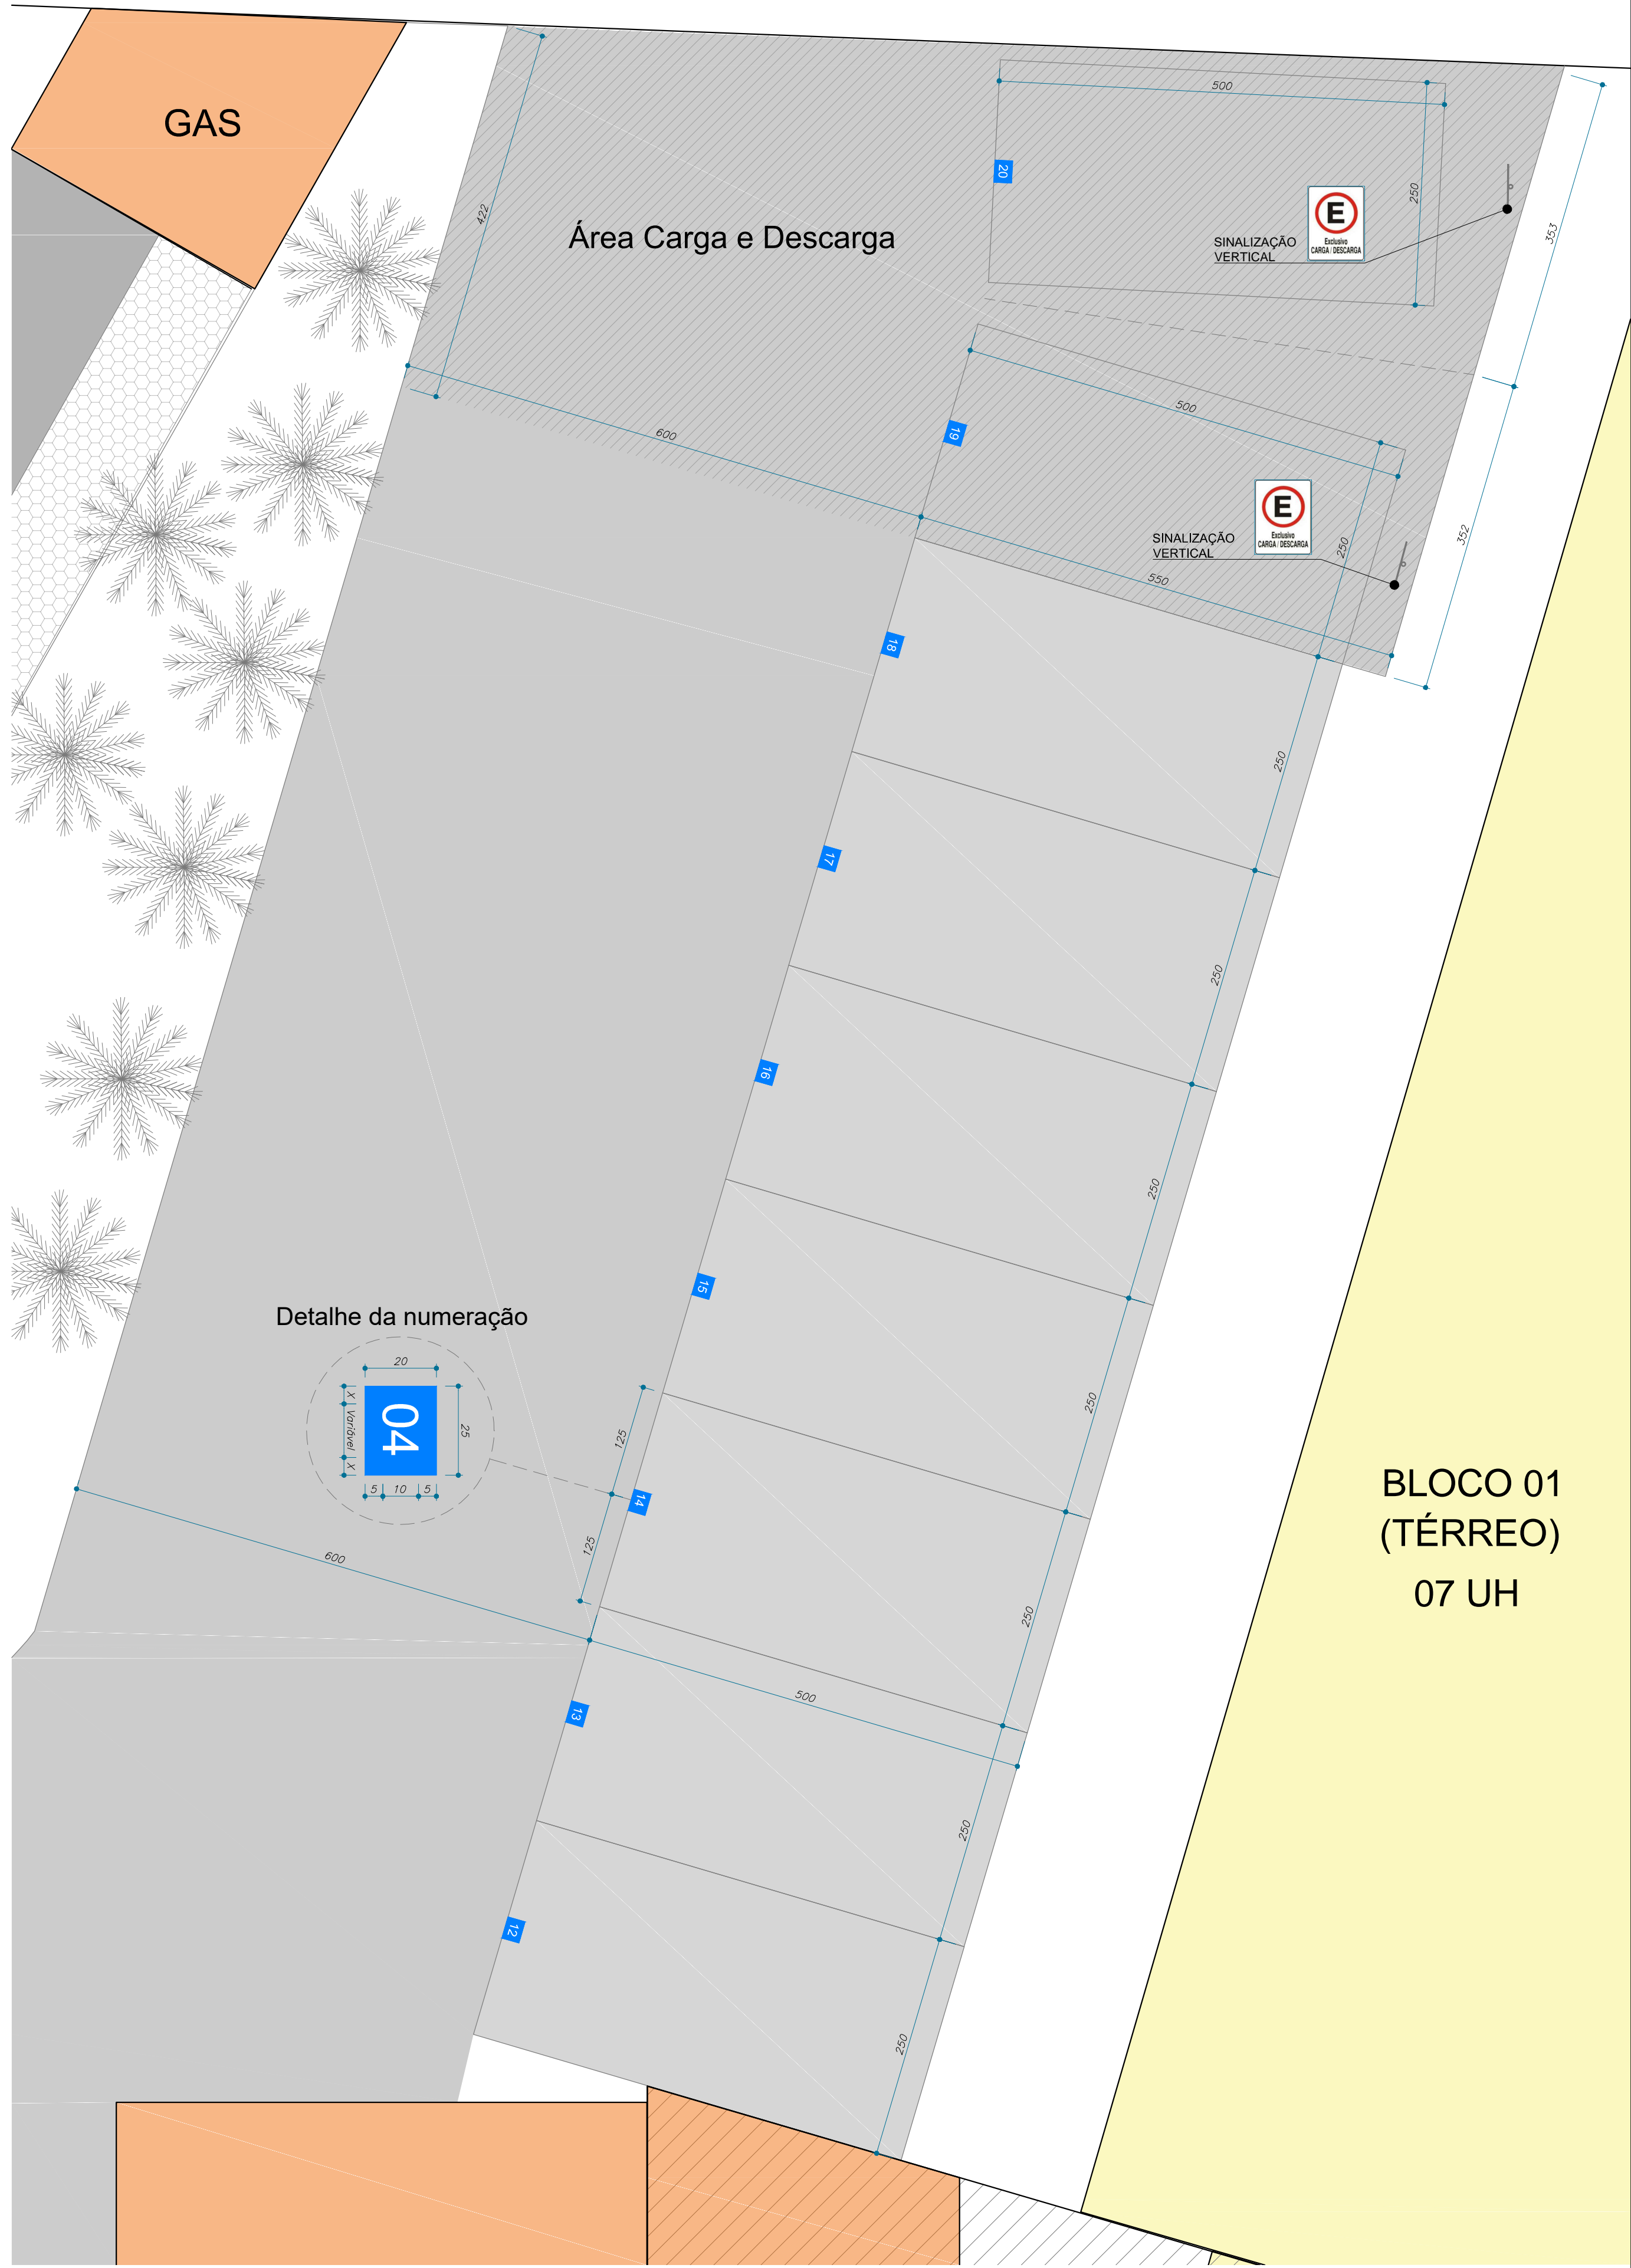 GAS
500
20
422
250
Área Carga e Descarga
E
Exclusivo
CARGA / DESCARGA
SINALIZAÇÃO
VERTICAL
353
500
600
19
E
Exclusivo
CARGA / DESCARGA
SINALIZAÇÃO
VERTICAL
250
352
550
18
250
17
250
16
250
15
Detalhe da numeração
20
X
Variável
X
04
25
5
10
5
125
250
14
125
600
250
500
13
250
12
250
BLOCO 01
(TÉRREO)
07 UH